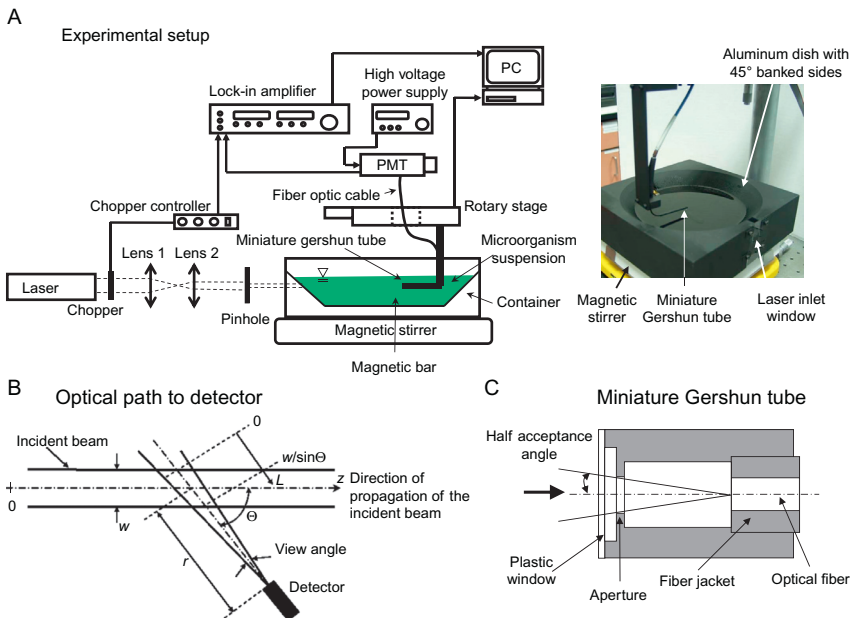 A
Experimental setup
Lock-in amplifier
High voltage
power supply
PC
PMT
Fiber optic cable
Chopper controller
Rotary stage
Lens 1
Lens 2
Miniature gershun tube
Microorganism
suspension
Laser
Chopper
Pinhole
Container
Magnetic stirrer
Magnetic bar
Aluminum dish with
45° banked sides
Magnetic
stirrer
Miniature
Gershun tube
Laser inlet
window
B
Optical path to detector
0
Incident beam
w/sinΘ
L
z
Direction of
propagation of the
incident beam
0
w
Θ
r
View angle
Detector
C
Miniature Gershun tube
Half acceptance
angle
Plastic
window
Aperture
Fiber jacket
Optical fiber